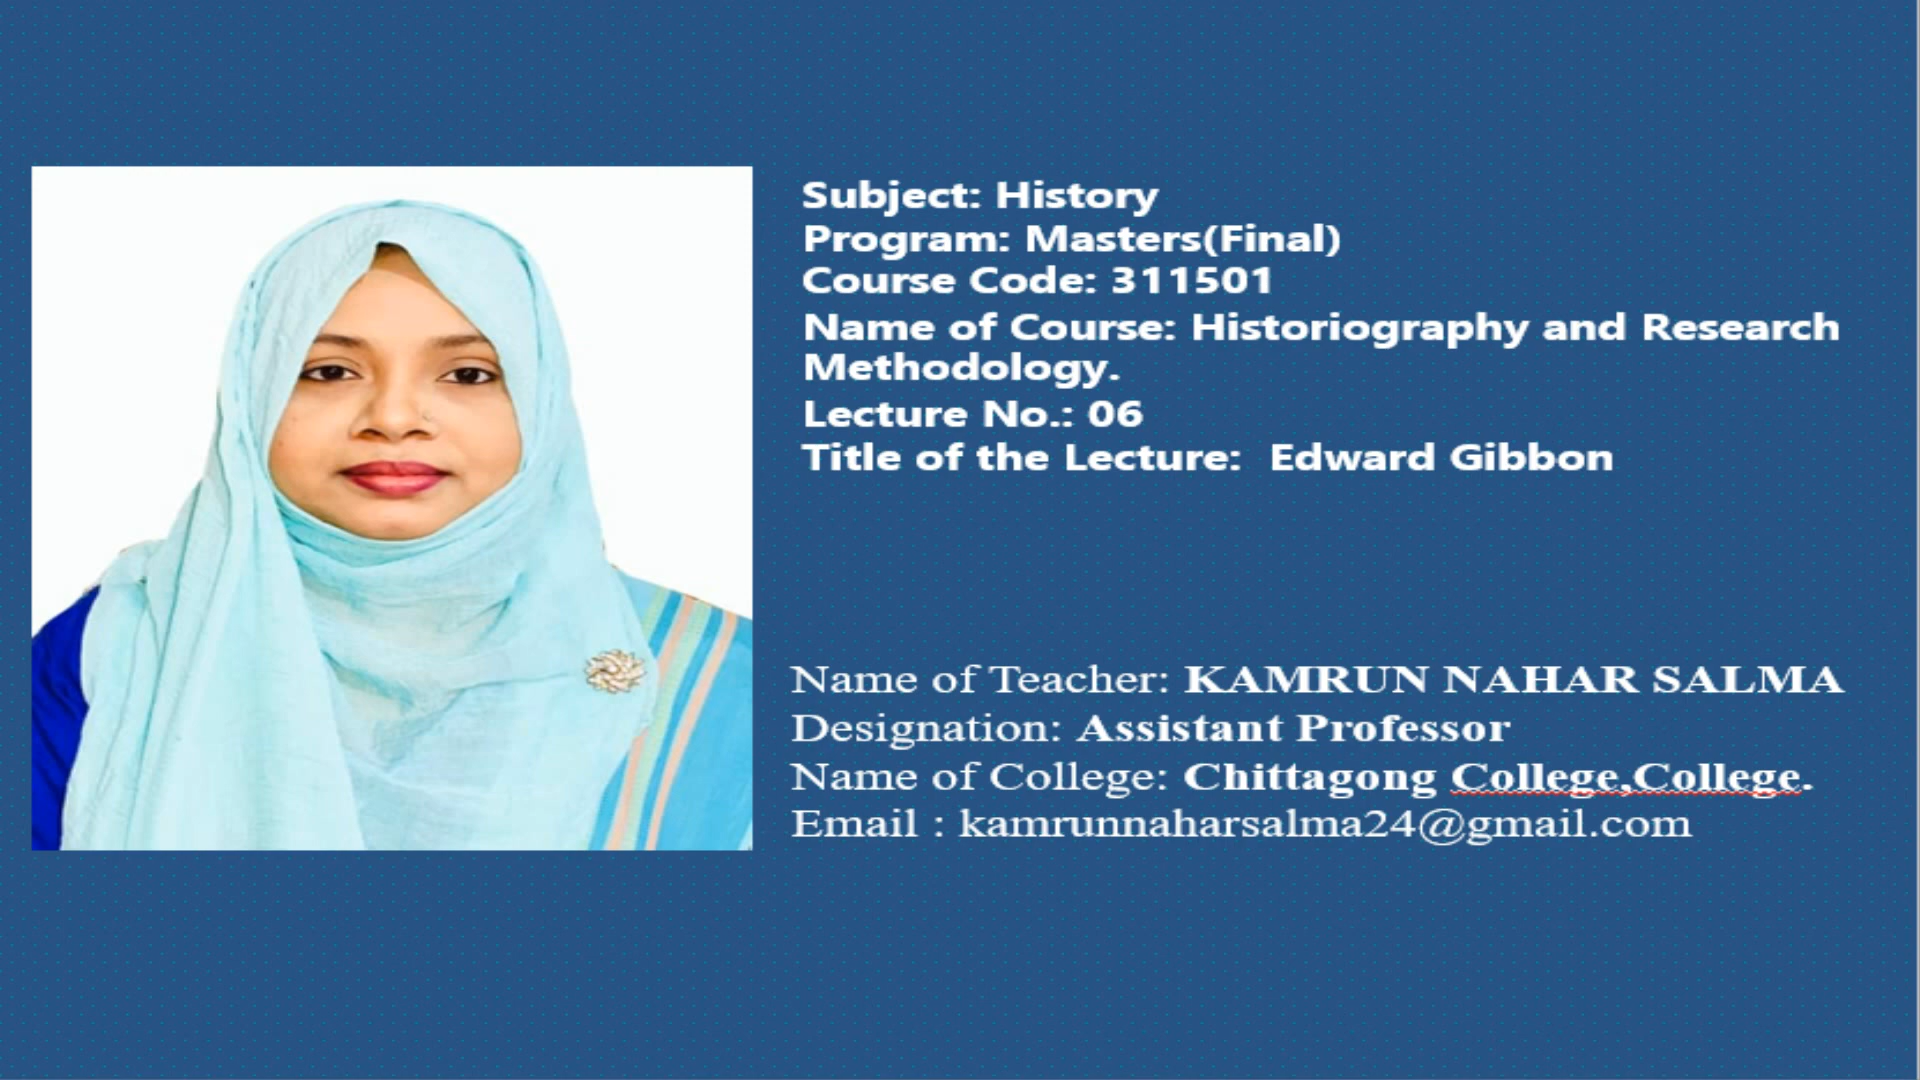 Subject: History
Program: Masters(Final)
Course Code: 311501
Name of Course: Historiography and Research
Methodology.
Lecture No.: 06
Title of the Lecture:  Edward Gibbon
Name of Teacher: KAMRUN NAHAR SALMA
Designation: Assistant Professor
Name of College: Chittagong College,College.
Email : kamrunnaharsalma24@gmail.com